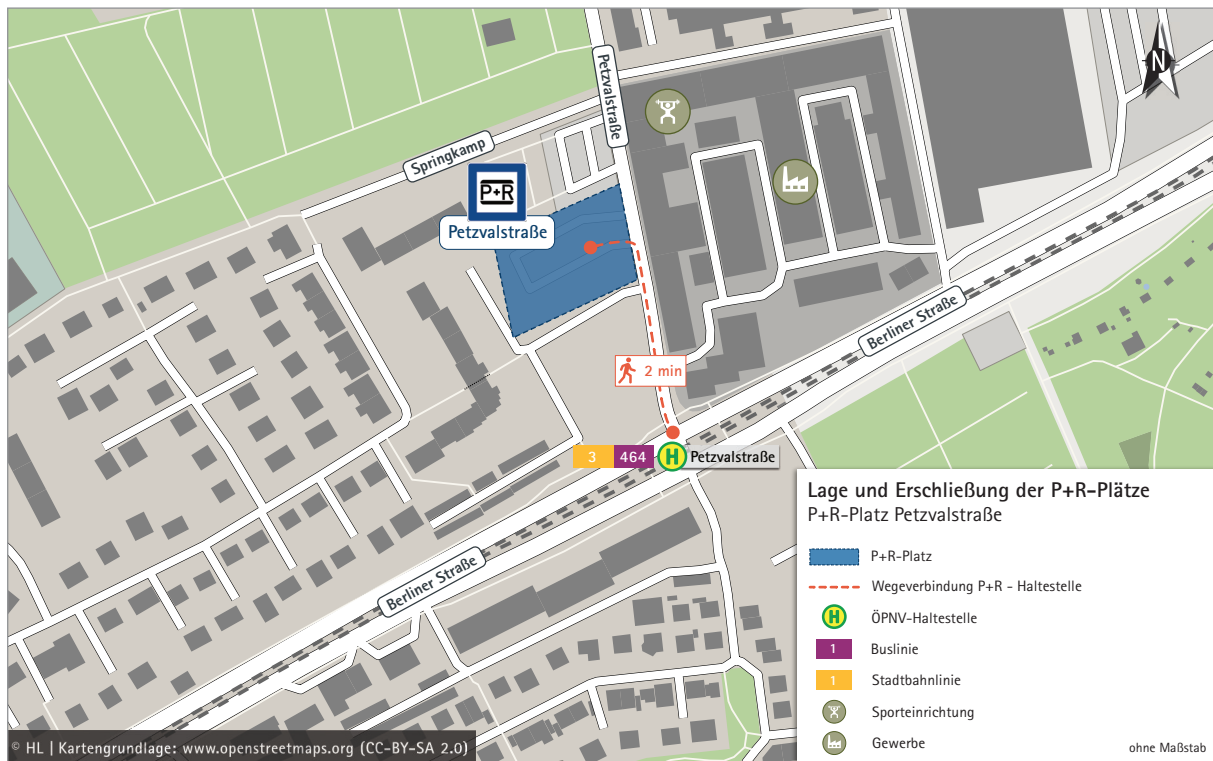 Petzvalstraße
N
Springkamp
P+R
Petzvalstraße
Berliner Straße
2 min
3 464 H Petzvalstraße
Berliner Straße
Lage und Erschließung der P+R-Plätze
P+R-Platz Petzvalstraße
P+R-Platz
Wegeverbindung P+R - Haltestelle
H ÖPNV-Haltestelle
1 Buslinie
1 Stadtbahnlinie
Sporteinrichtung
Gewerbe
ohne Maßstab
© HL | Kartengrundlage: www.openstreetmaps.org (CC-BY-SA 2.0)